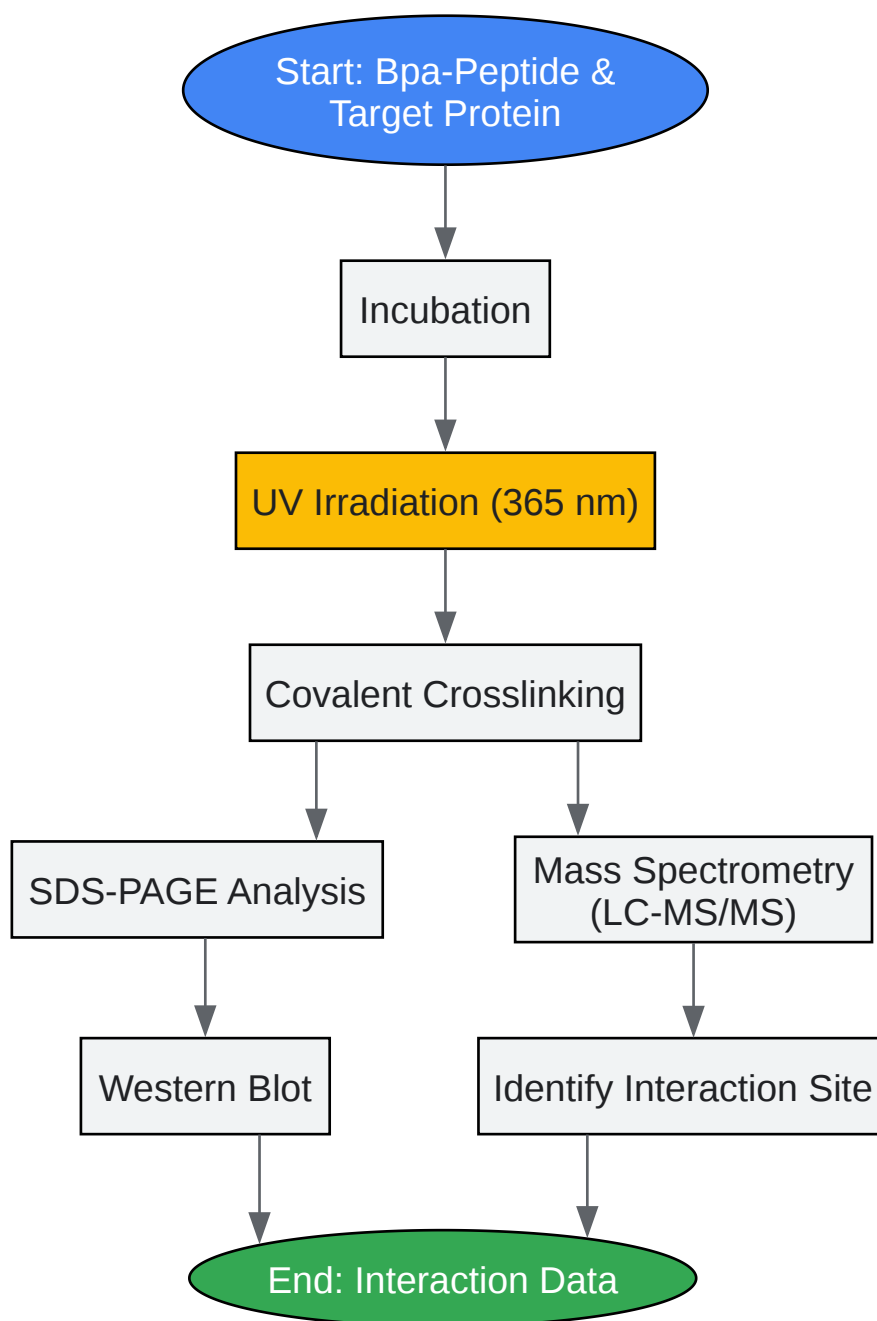 Start: Bpa-Peptide &
Target Protein
Incubation
UV Irradiation (365 nm)
Covalent Crosslinking
SDS-PAGE Analysis
Mass Spectrometry
(LC-MS/MS)
Western Blot
Identify Interaction Site
End: Interaction Data